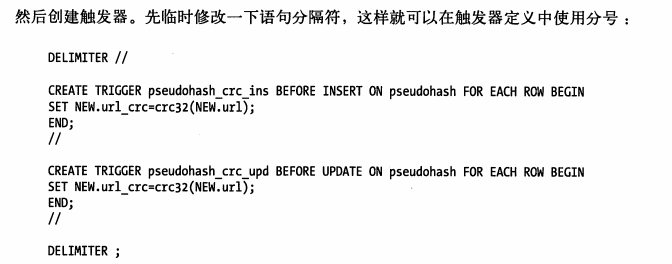 然后创建触发器。先临时修改一下语句分隔符，这样就可以在触发器定义中使用分号：
DELIMITER //
CREATE TRIGGER pseudohash_crc_ins BEFORE INSERT ON pseudohash FOR EACH ROW BEGIN
SET NEW.url_crc=crc32(NEW.url);
END;
//
CREATE TRIGGER pseudohash_crc_upd BEFORE UPDATE ON pseudohash FOR EACH ROW BEGIN
SET NEW.url_crc=crc32(NEW.url);
END;
//
DELIMITER ;